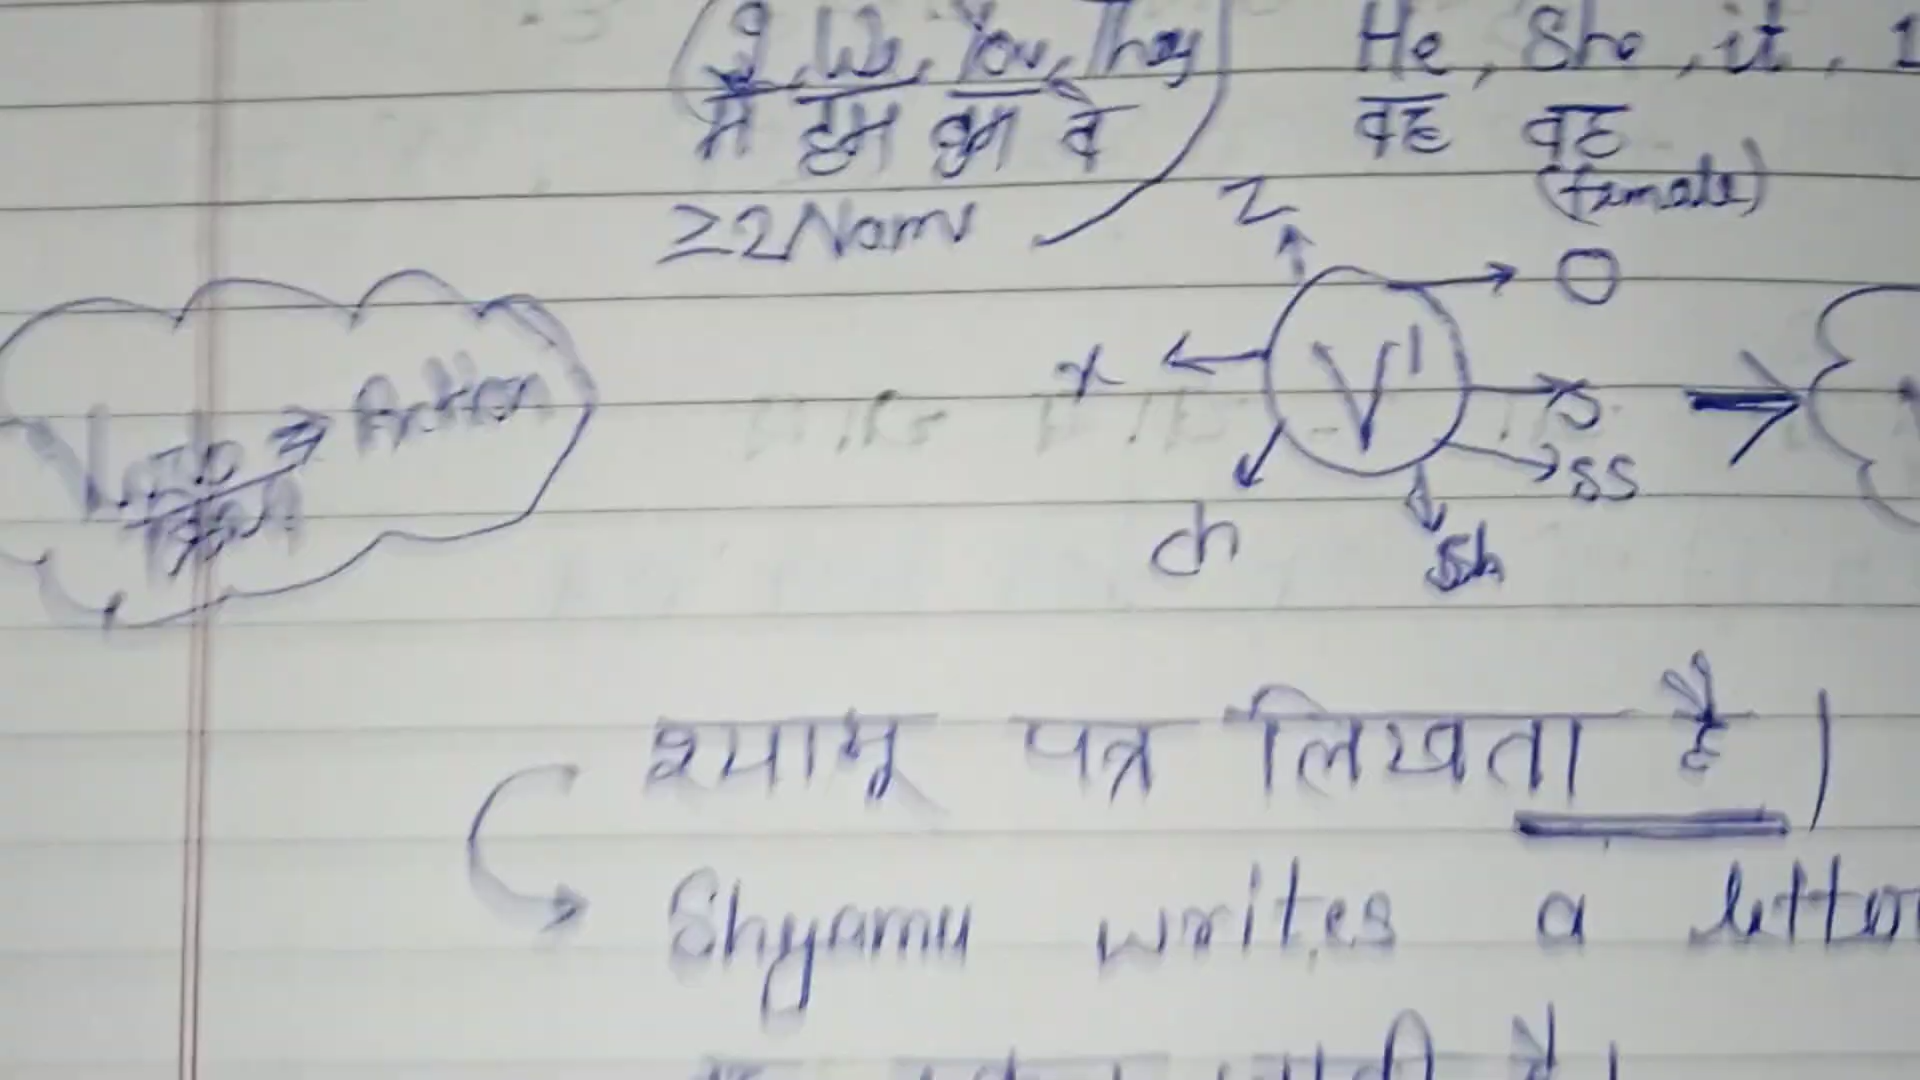 I, We, You, They He, She, it, 1
मैं हम तुम वे वह वह
≥2 Name (female)
Z O
Action
x V¹ s
ss
ch sh
श्यामू पत्र लिखता है।
Shyamu writes a letter